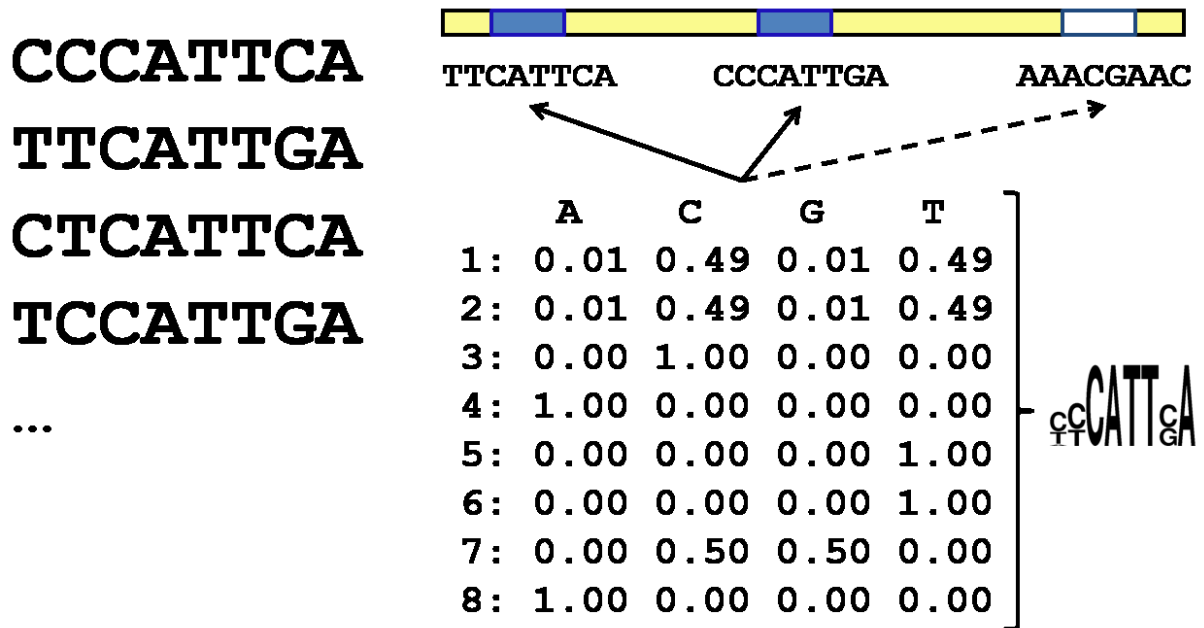 CCCATTCA
TTCATTGA
CTCATTCA
TCCATTGA
...
TTCATTCA CCCATTGA AAACGAAC
A C G T
1: 0.01 0.49 0.01 0.49
2: 0.01 0.49 0.01 0.49
3: 0.00 1.00 0.00 0.00
4: 1.00 0.00 0.00 0.00
5: 0.00 0.00 0.00 1.00
6: 0.00 0.00 0.00 1.00
7: 0.00 0.50 0.50 0.00
8: 1.00 0.00 0.00 0.00
CCCATTCA
TTG